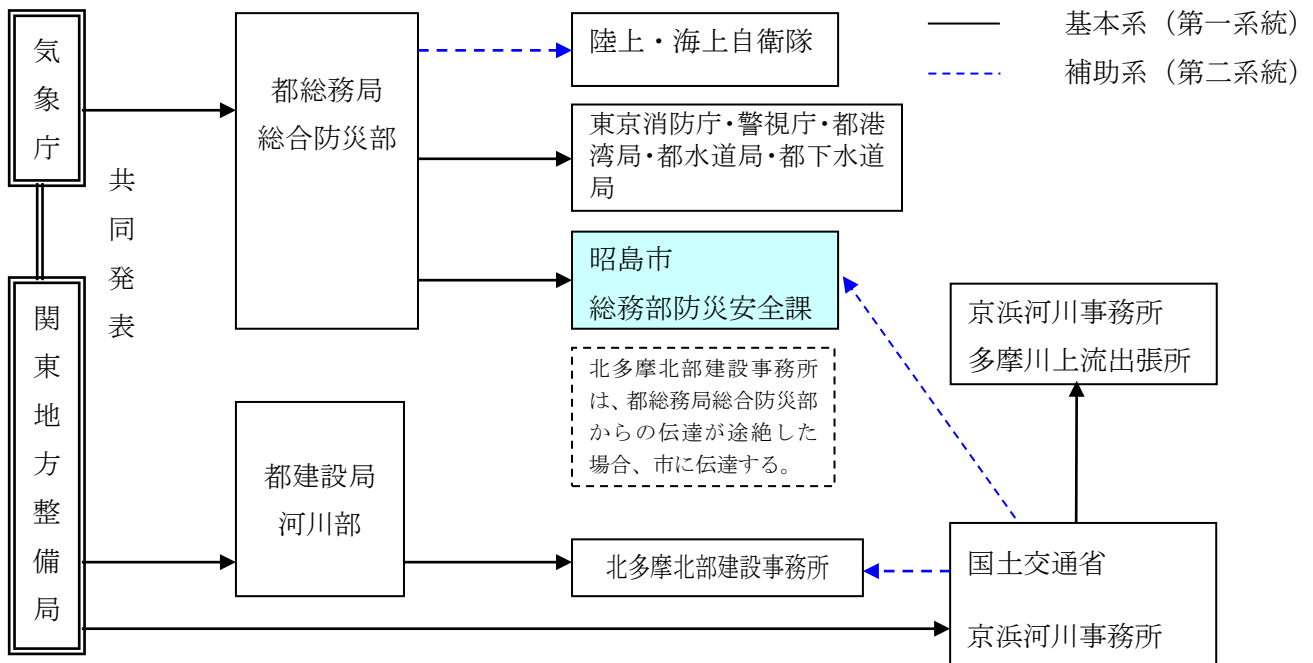 気象庁
共同発表
関東地方整備局
都総務局
総合防災部
都建設局
河川部
陸上・海上自衛隊
東京消防庁・警視庁・都港
湾局・都水道局・都下水道
局
昭島市
総務部防災安全課
北多摩北部建設事務所
は、都総務局総合防災部
からの伝達が途絶した
場合、市に伝達する。
北多摩北部建設事務所
基本系（第一系統）
補助系（第二系統）
京浜河川事務所
多摩川上流出張所
国土交通省
京浜河川事務所